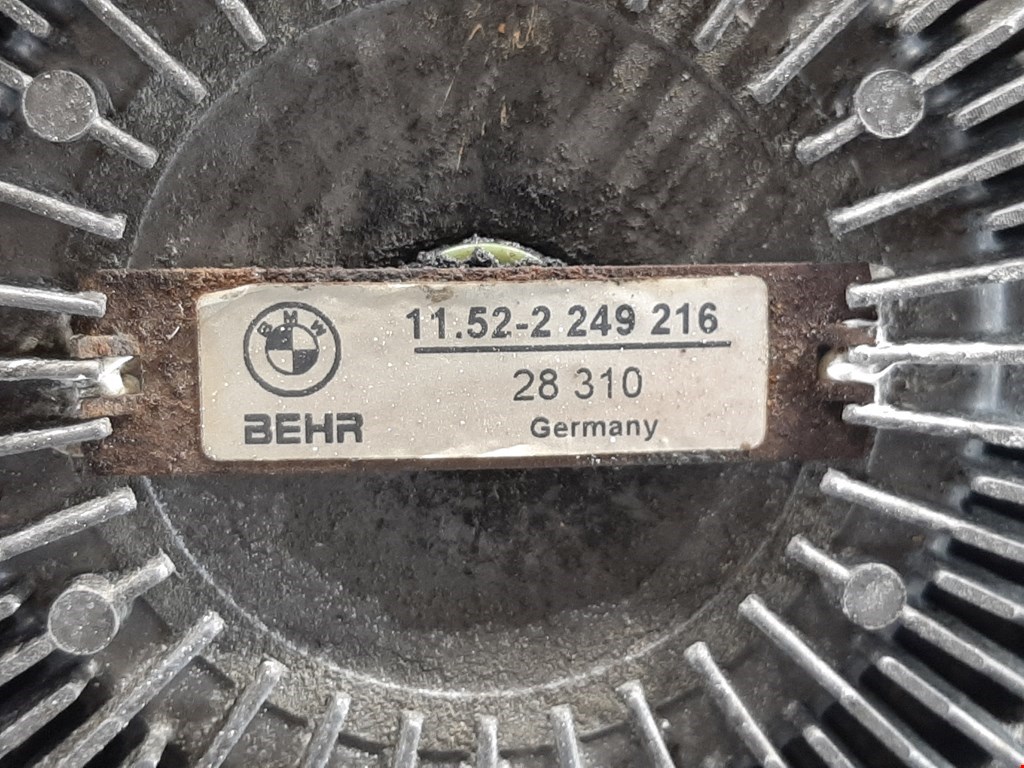 BMW
11.52-2 249 216
28 310
BEHR
Germany